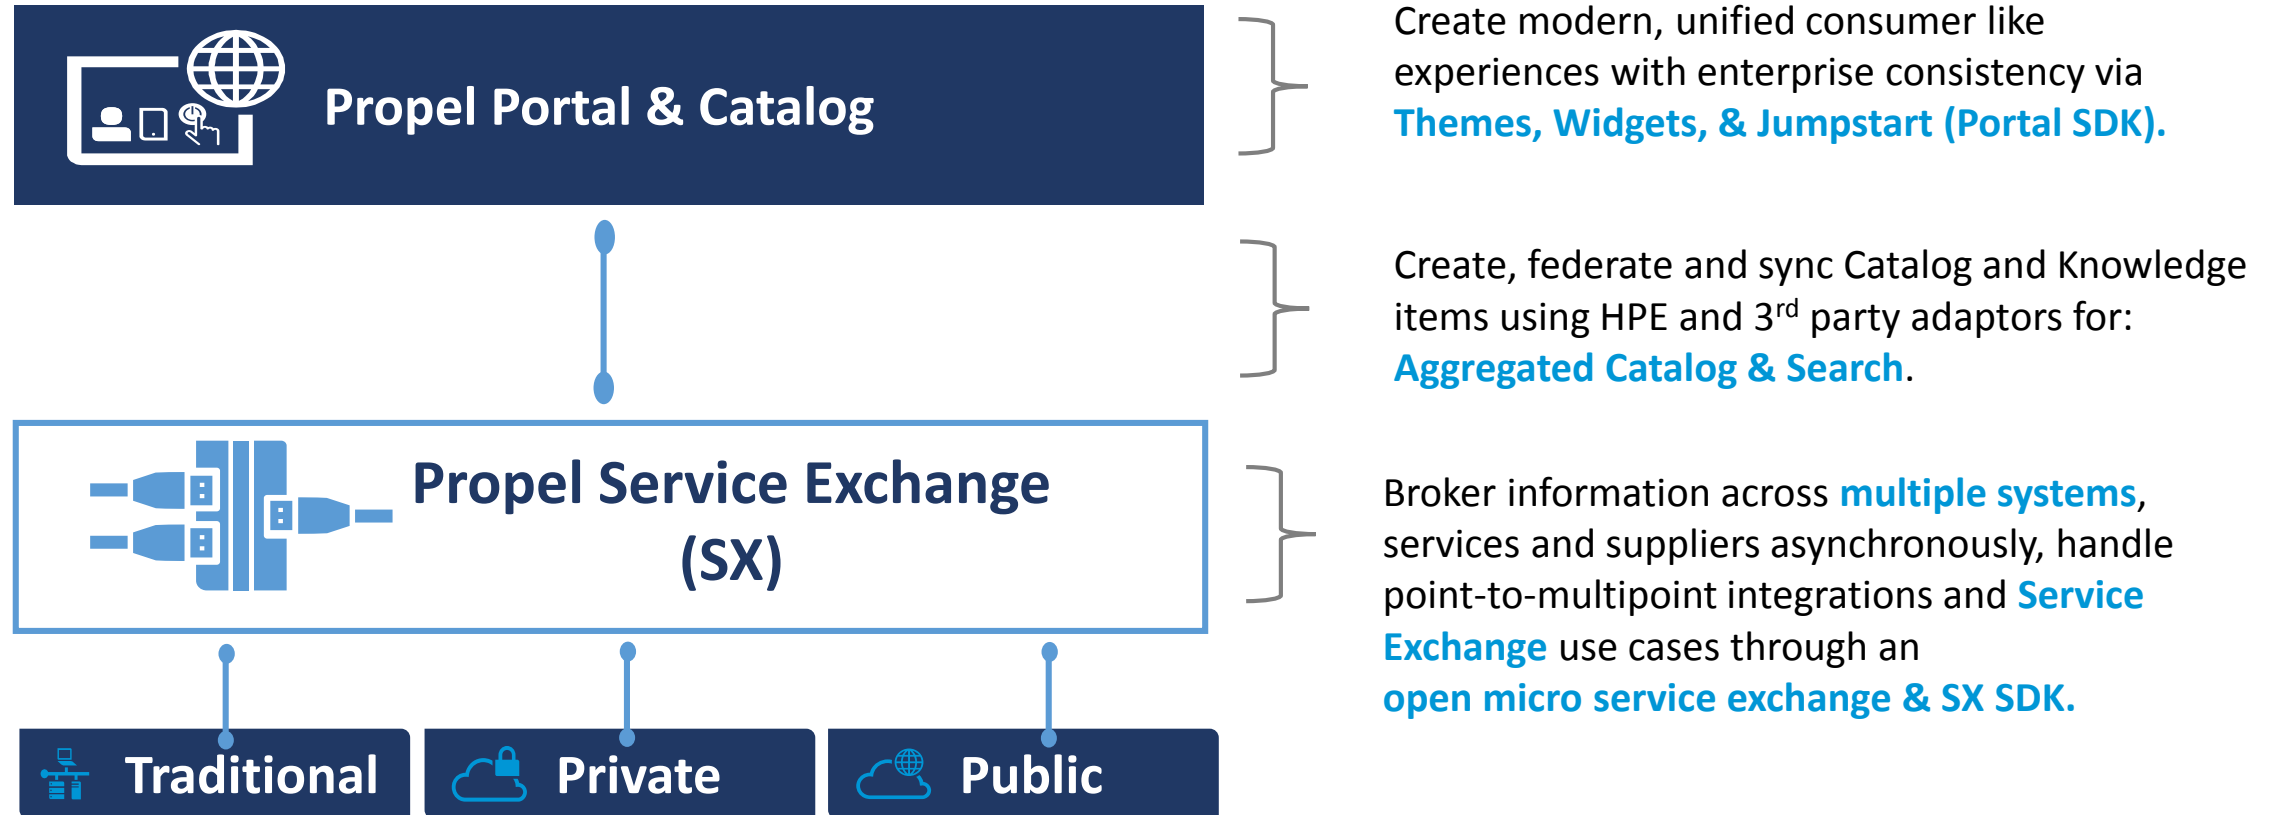 Propel Portal & Catalog
Create modern, unified consumer like
experiences with enterprise consistency via
Themes, Widgets, & Jumpstart (Portal SDK).
Create, federate and sync Catalog and Knowledge
items using HPE and 3rd party adaptors for:
Aggregated Catalog & Search.
Propel Service Exchange
(SX)
Broker information across multiple systems,
services and suppliers asynchronously, handle
point-to-multipoint integrations and Service
Exchange use cases through an
open micro service exchange & SX SDK.
Traditional
Private
Public